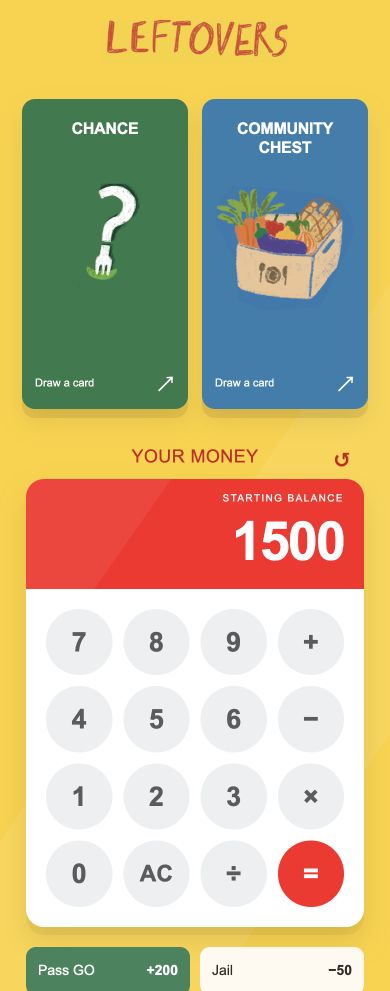 LEFTOVERS
CHANCE
Draw a card ↗
COMMUNITY
CHEST
Draw a card ↗
YOUR MONEY ↺
STARTING BALANCE
1500
7 8 9 +
4 5 6 −
1 2 3 ×
0 AC ÷ =
Pass GO +200
Jail −50